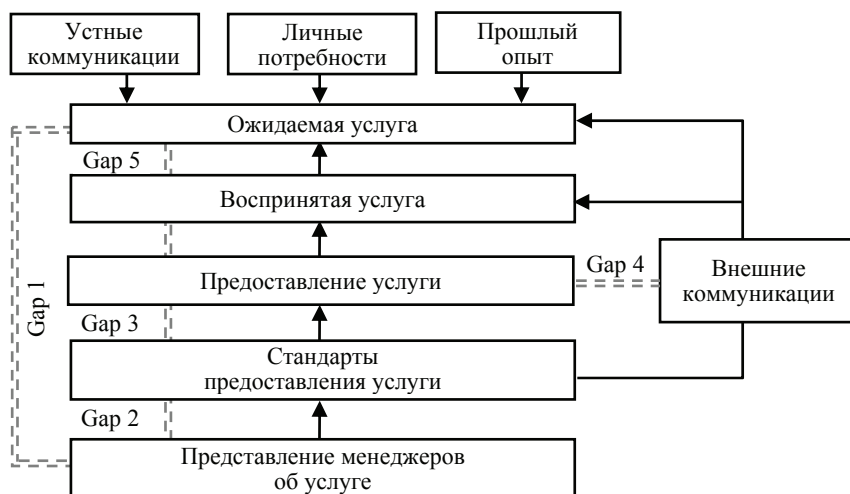 Устные
коммуникации
Личные
потребности
Прошлый
опыт
Ожидаемая услуга
Gap 5
Воспринятая услуга
Gap 1
Предоставление услуги
Gap 4
Внешние
коммуникации
Gap 3
Стандарты
предоставления услуги
Gap 2
Представление менеджеров
об услуге